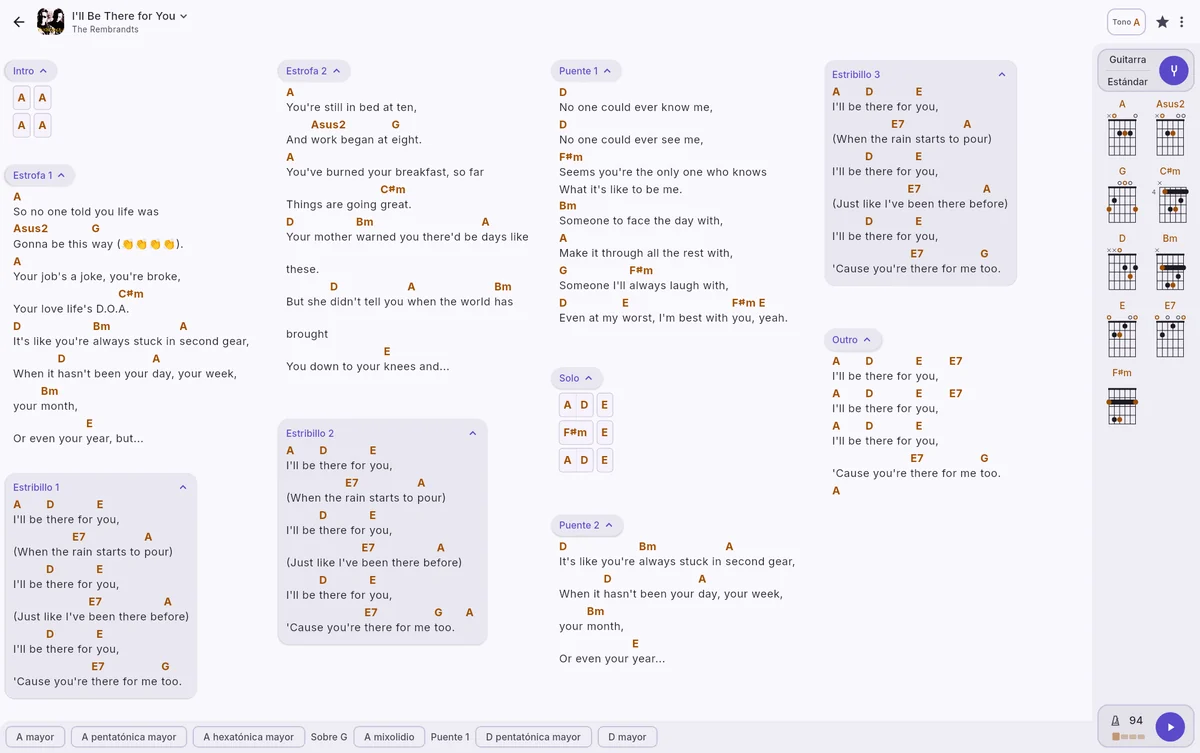 I'll Be There for You
The Rembrandts
Tono A
Intro
A A
A A
Estrofa 1
A
So no one told you life was
Asus2 G
Gonna be this way (👏👏👏👏).
A
Your job's a joke, you're broke,
C#m
Your love life's D.O.A.
D Bm A
It's like you're always stuck in second gear,
D A
When it hasn't been your day, your week,
Bm
your month,
E
Or even your year, but...
Estribillo 1
A D E
I'll be there for you,
E7 A
(When the rain starts to pour)
D E
I'll be there for you,
E7 A
(Just like I've been there before)
D E
I'll be there for you,
E7 G
'Cause you're there for me too.
Estrofa 2
A
You're still in bed at ten,
Asus2 G
And work began at eight.
A
You've burned your breakfast, so far
C#m
Things are going great.
D Bm A
Your mother warned you there'd be days like
these.
D A Bm
But she didn't tell you when the world has
brought
E
You down to your knees and...
Estribillo 2
A D E
I'll be there for you,
E7 A
(When the rain starts to pour)
D E
I'll be there for you,
E7 A
(Just like I've been there before)
D E
I'll be there for you,
E7 G A
'Cause you're there for me too.
Puente 1
D
No one could ever know me,
D
No one could ever see me,
F#m
Seems you're the only one who knows
What it's like to be me.
Bm
Someone to face the day with,
A
Make it through all the rest with,
G F#m
Someone I'll always laugh with,
D E F#m E
Even at my worst, I'm best with you, yeah.
Solo
A D E
F#m E
A D E
Puente 2
D Bm A
It's like you're always stuck in second gear,
D A
When it hasn't been your day, your week,
Bm
your month,
E
Or even your year...
Estribillo 3
A D E
I'll be there for you,
E7 A
(When the rain starts to pour)
D E
I'll be there for you,
E7 A
(Just like I've been there before)
D E
I'll be there for you,
E7 G
'Cause you're there for me too.
Outro
A D E E7
I'll be there for you,
A D E E7
I'll be there for you,
A D E
I'll be there for you,
E7 G
'Cause you're there for me too.
A
Guitarra
Estándar
A Asus2
G C#m
4
D Bm
E E7
F#m
94
A mayor A pentatónica mayor A hexatónica mayor Sobre G A mixolidio Puente 1 D pentatónica mayor D mayor